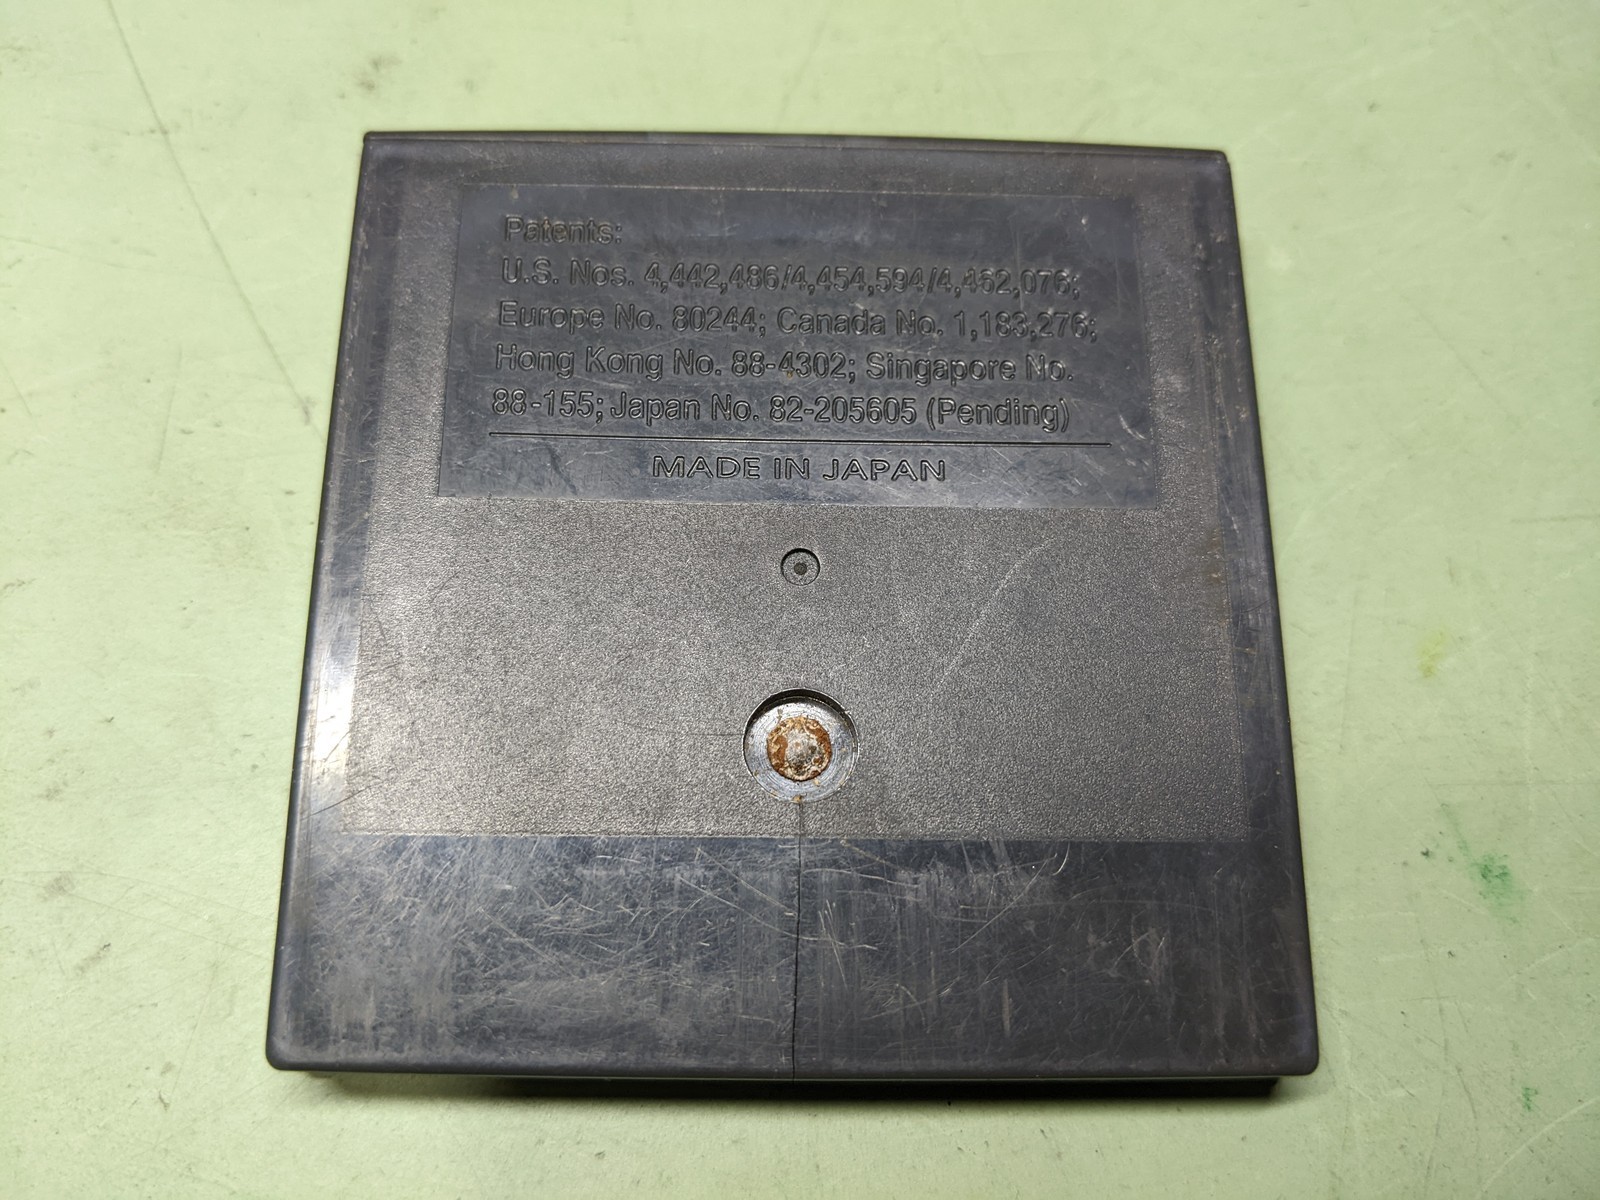 Patents:
U.S. Nos. 4,442,486/4,454,594/4,462,076;
Europe No. 80244; Canada No. 1,183,276;
Hong Kong No. 88-4302; Singapore No.
88-155; Japan No. 82-205605 (Pending)
MADE IN JAPAN